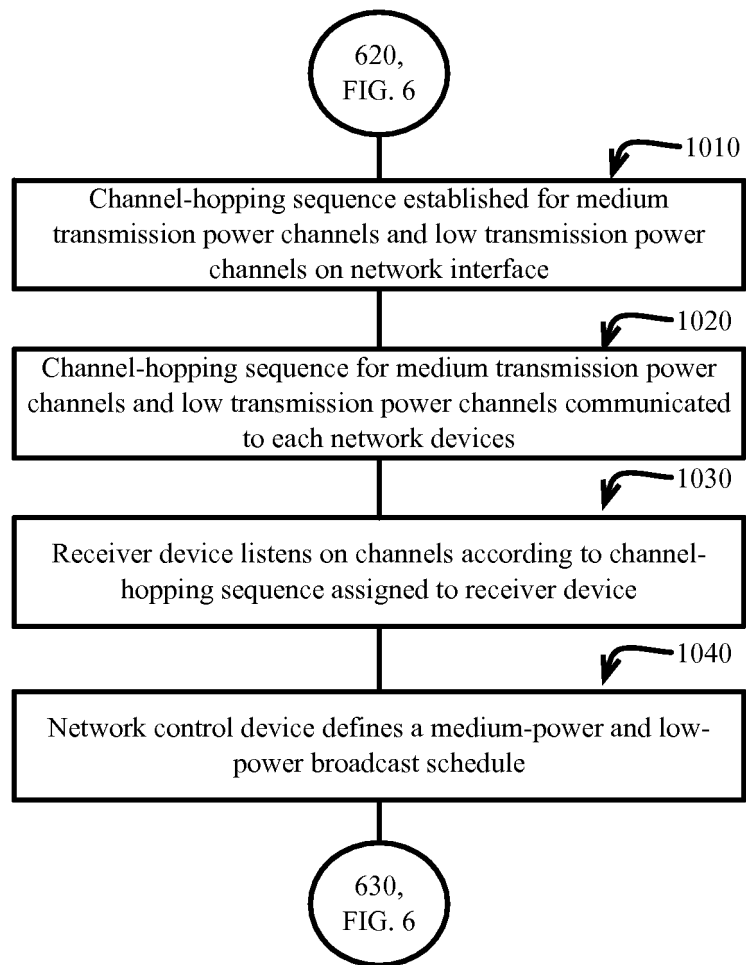 620,
FIG. 6
1010
Channel-hopping sequence established for medium
transmission power channels and low transmission power
channels on network interface
1020
Channel-hopping sequence for medium transmission power
channels and low transmission power channels communicated
to each network devices
1030
Receiver device listens on channels according to channel-
hopping sequence assigned to receiver device
1040
Network control device defines a medium-power and low-
power broadcast schedule
630,
FIG. 6